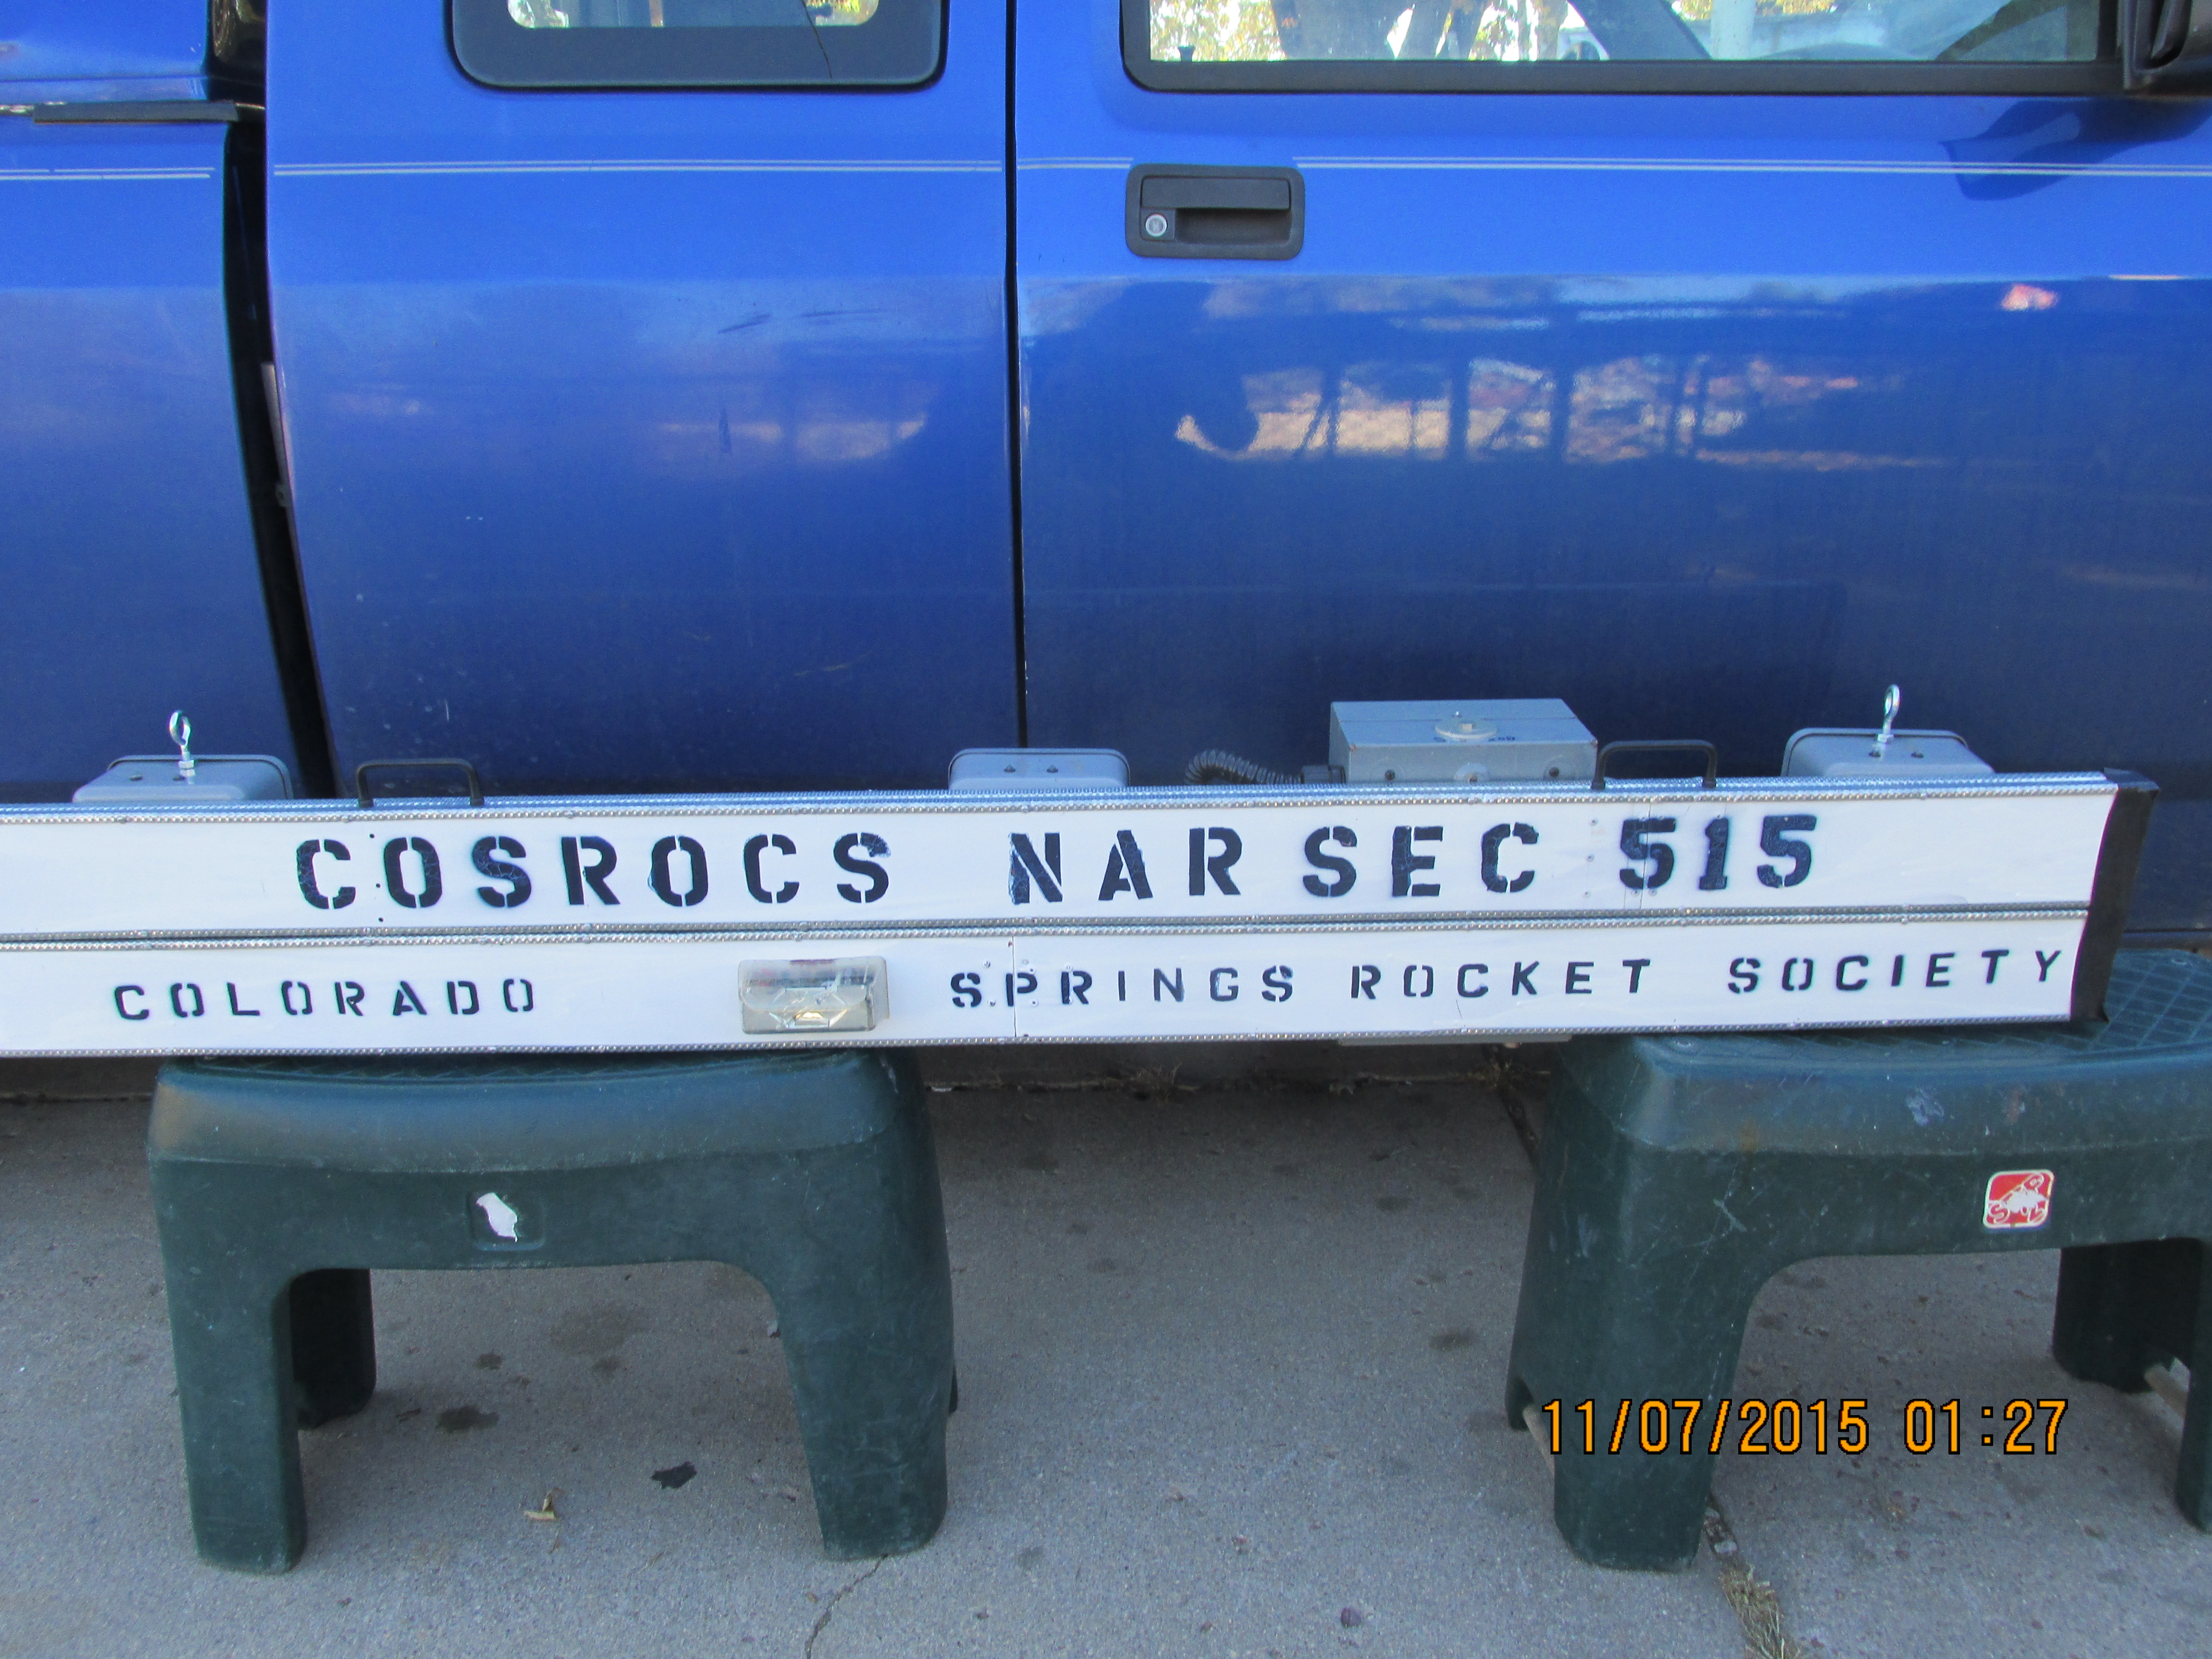 COSROCS NAR SEC 515
COLORADO SPRINGS ROCKET SOCIETY
11/07/2015 01:27